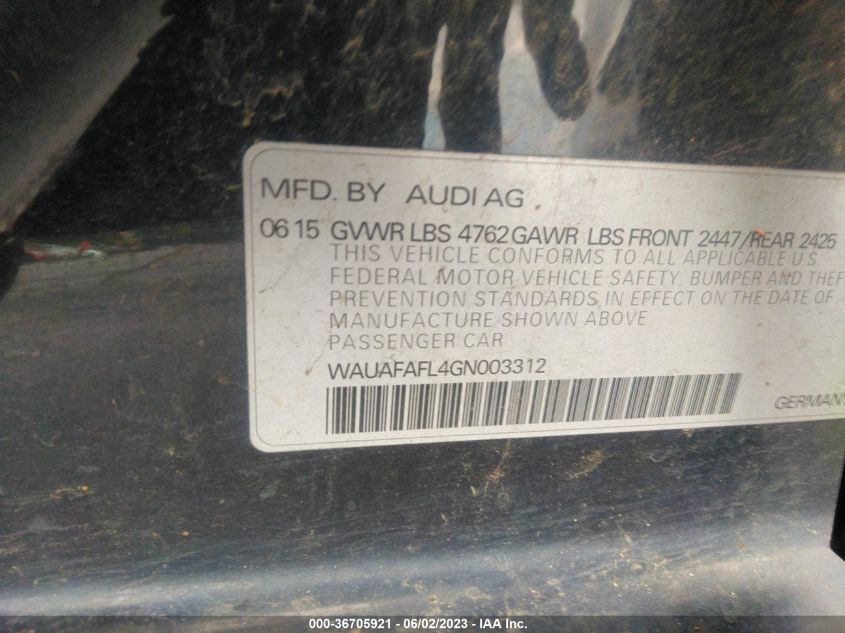 MFD. BY AUDI AG
06 15 GVWR LBS 4762 GAWR LBS FRONT 2447/REAR 2425
THIS VEHICLE CONFORMS TO ALL APPLICABLE U.S.
FEDERAL MOTOR VEHICLE SAFETY, BUMPER AND THEF
PREVENTION STANDARDS IN EFFECT ON THE DATE OF
MANUFACTURE SHOWN ABOVE
PASSENGER CAR
WAUAFAFL4GN003312
GERMANY
000-36705921 - 06/02/2023 - IAA Inc.